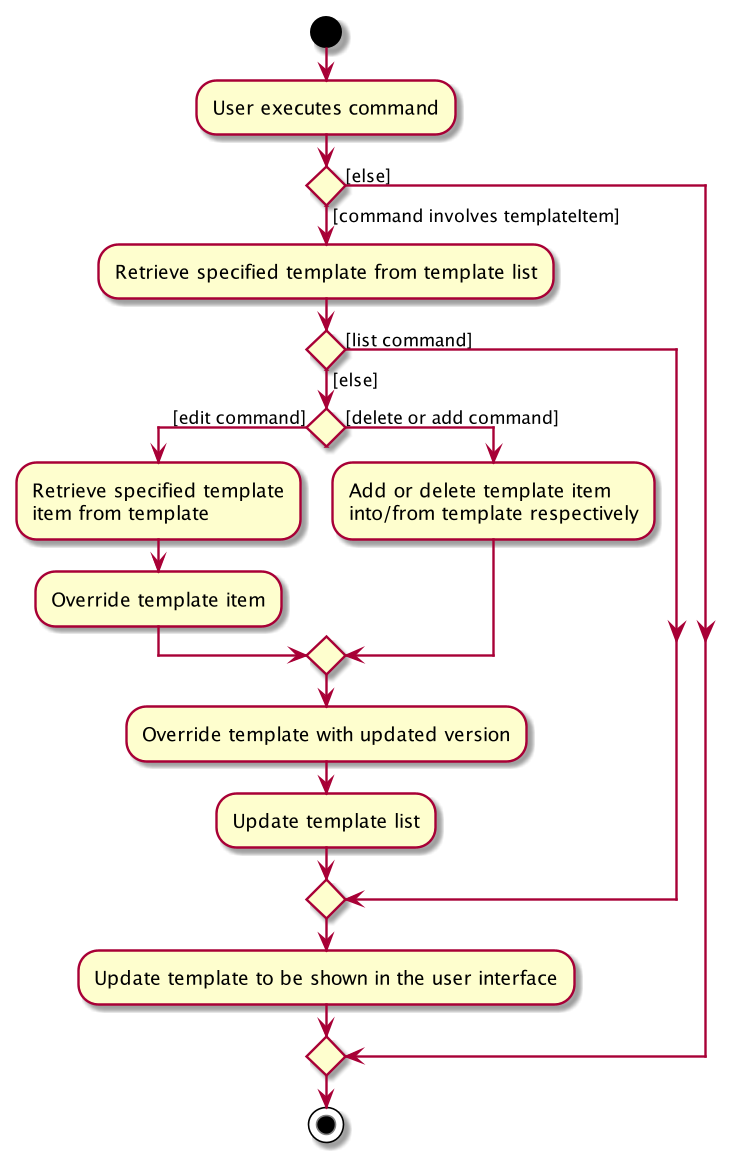 User executes command
[else]
[command involves templateItem]
Retrieve specified template from template list
[list command]
[else]
[edit command]
[delete or add command]
Retrieve specified template
item from template
Add or delete template item
into/from template respectively
Override template item
Override template with updated version
Update template list
Update template to be shown in the user interface